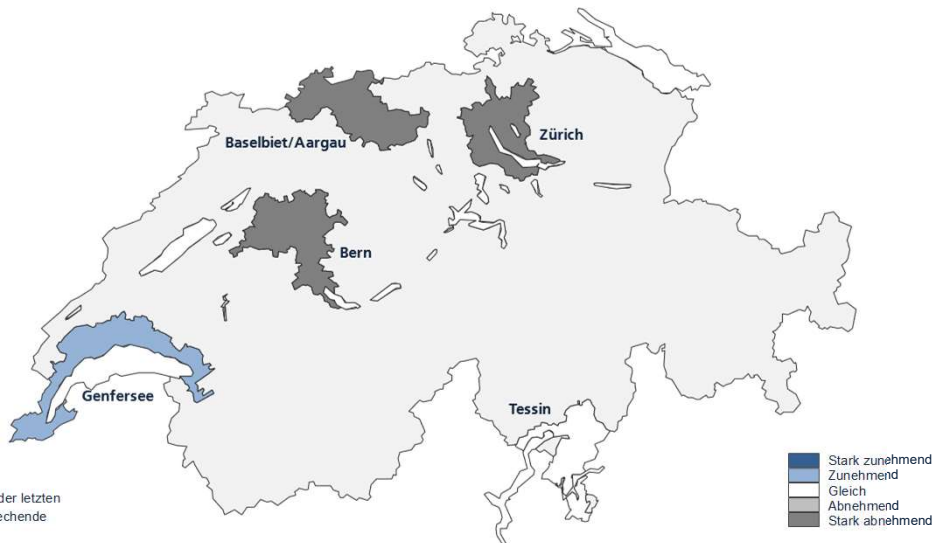 Zürich
Baselbiet/Aargau
Bern
Genfersee
Tessin
Stark zunehmend
Zunehmend
Gleich
Abnehmend
Stark abnehmend
der letzten
echende